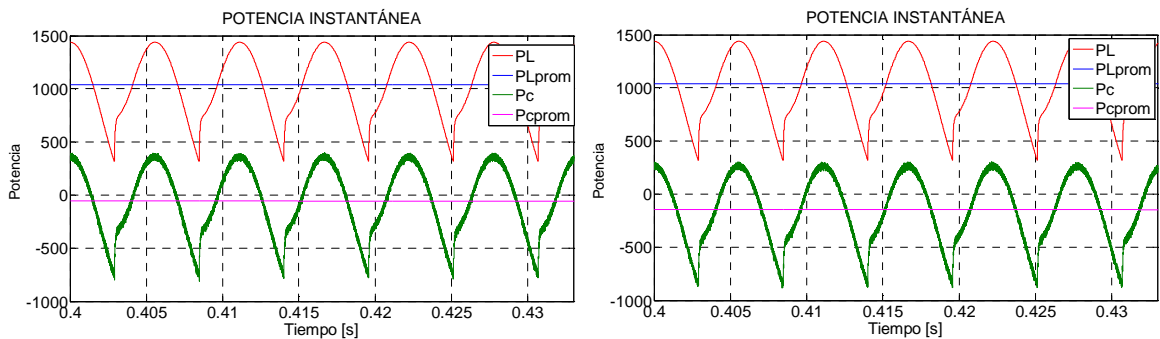 POTENCIA INSTANTÁNEA
1500
1000
500
0
-500
-1000
Potencia
0.4 0.405 0.41 0.415 0.42 0.425 0.43
Tiempo [s]
PL
PLprom
Pc
Pcprom
POTENCIA INSTANTÁNEA
1500
1000
500
0
-500
-1000
Potencia
0.4 0.405 0.41 0.415 0.42 0.425 0.43
Tiempo [s]
PL
PLprom
Pc
Pcprom